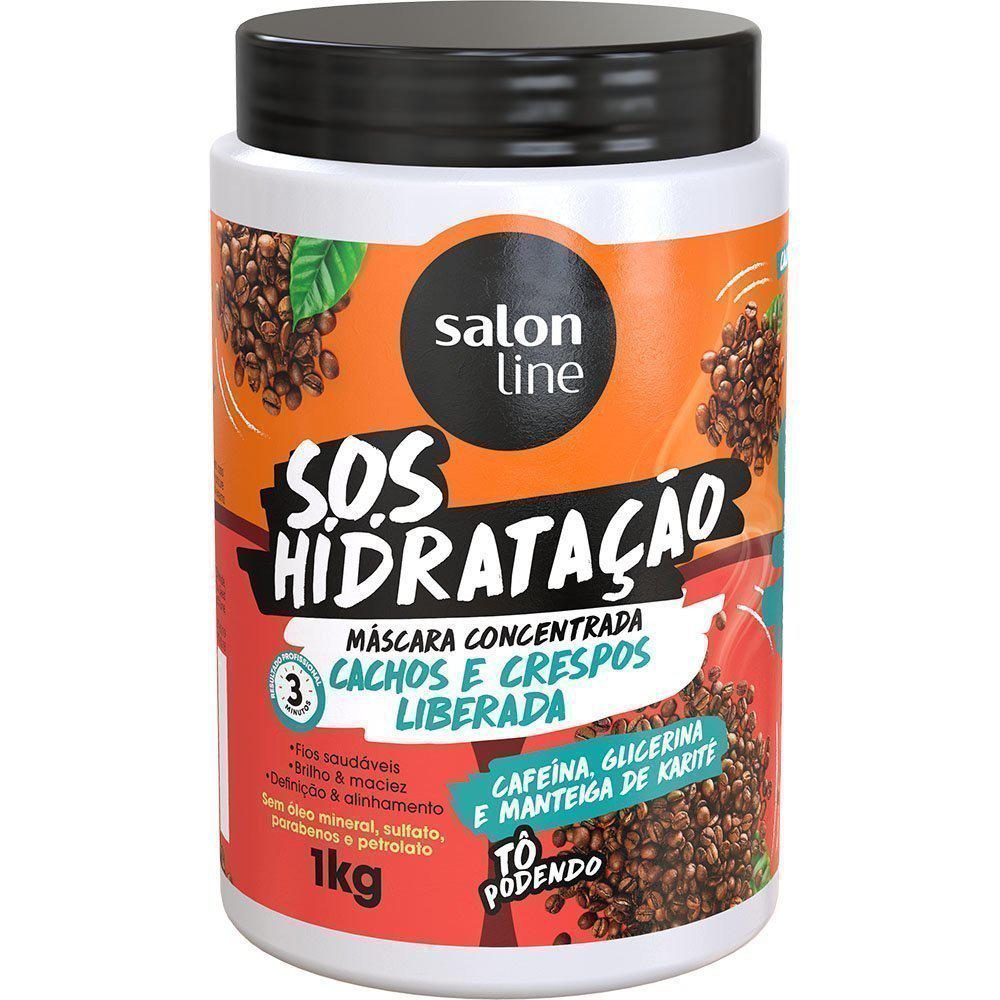 salon
line
S.O.S
HIDRATAÇÃO
MÁSCARA CONCENTRADA
CACHOS E CRESPOS
LIBERADA
RESULTADO PROFISSIONAL
3
MINUTOS
•Fios saudáveis
•Brilho & maciez
•Definição & alinhamento
Sem óleo mineral, sulfato,
parabenos e petrolato
1kg
CAFEÍNA, GLICERINA
E MANTEIGA DE KARITÉ
TÔ
PODENDO